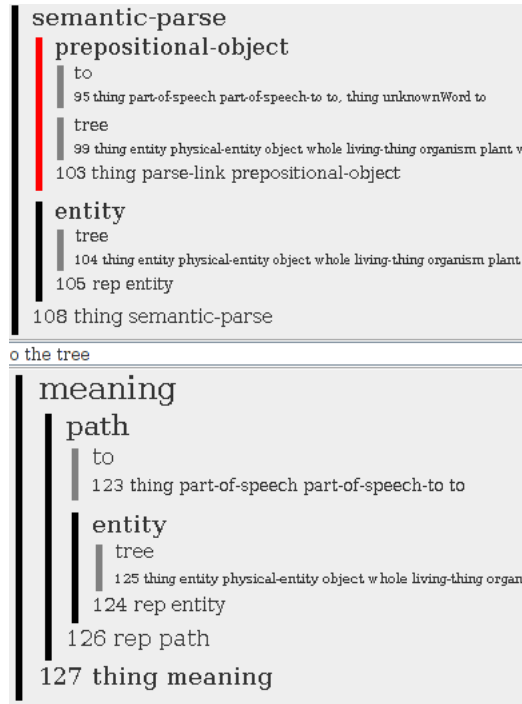 semantic-parse
prepositional-object
to
95 thing part-of-speech part-of-speech-to to, thing unknownWord to
tree
99 thing entity physical-entity object whole living-thing organism plant w
103 thing parse-link prepositional-object
entity
tree
104 thing entity physical-entity object whole living-thing organism plant
105 rep entity
108 thing semantic-parse
o the tree
meaning
path
to
123 thing part-of-speech part-of-speech-to to
entity
tree
125 thing entity physical-entity object whole living-thing organ
124 rep entity
126 rep path
127 thing meaning